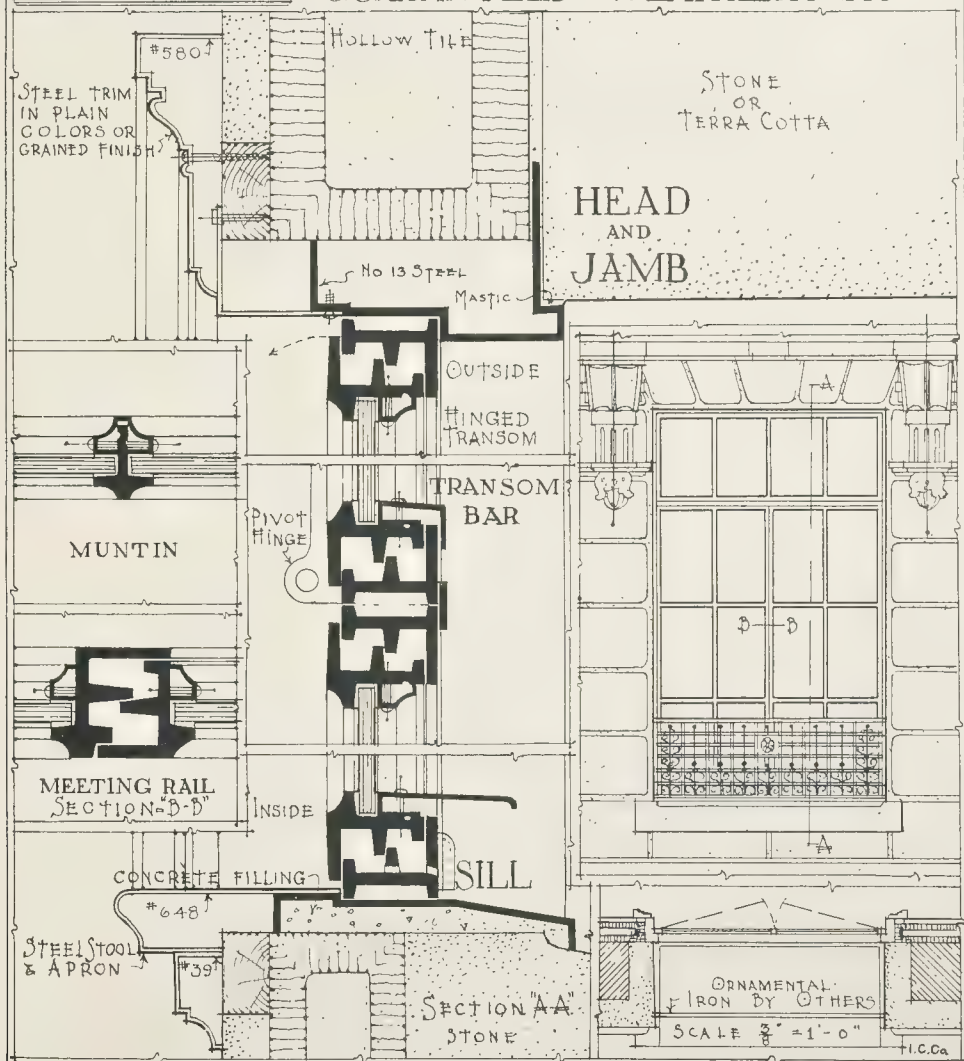 #580
HOLLOW TILE
STEEL TRIM
IN PLAIN
COLORS OR
GRAINED FINISH
STONE
OR
TERRA COTTA
HEAD
AND
JAMB
No 13 STEEL
MASTIC
OUTSIDE
HINGED
TRANSOM
A
TRANSOM
BAR
PIVOT
HINGE
MUNTIN
B B
MEETING RAIL
SECTION "B-B"
INSIDE
A
CONCRETE FILLING
SILL
#648
STEEL STOOL
& APRON
#39
SECTION "AA"
STONE
ORNAMENTAL
IRON BY OTHERS
SCALE 3/8" = 1'-0"
I.C.Co